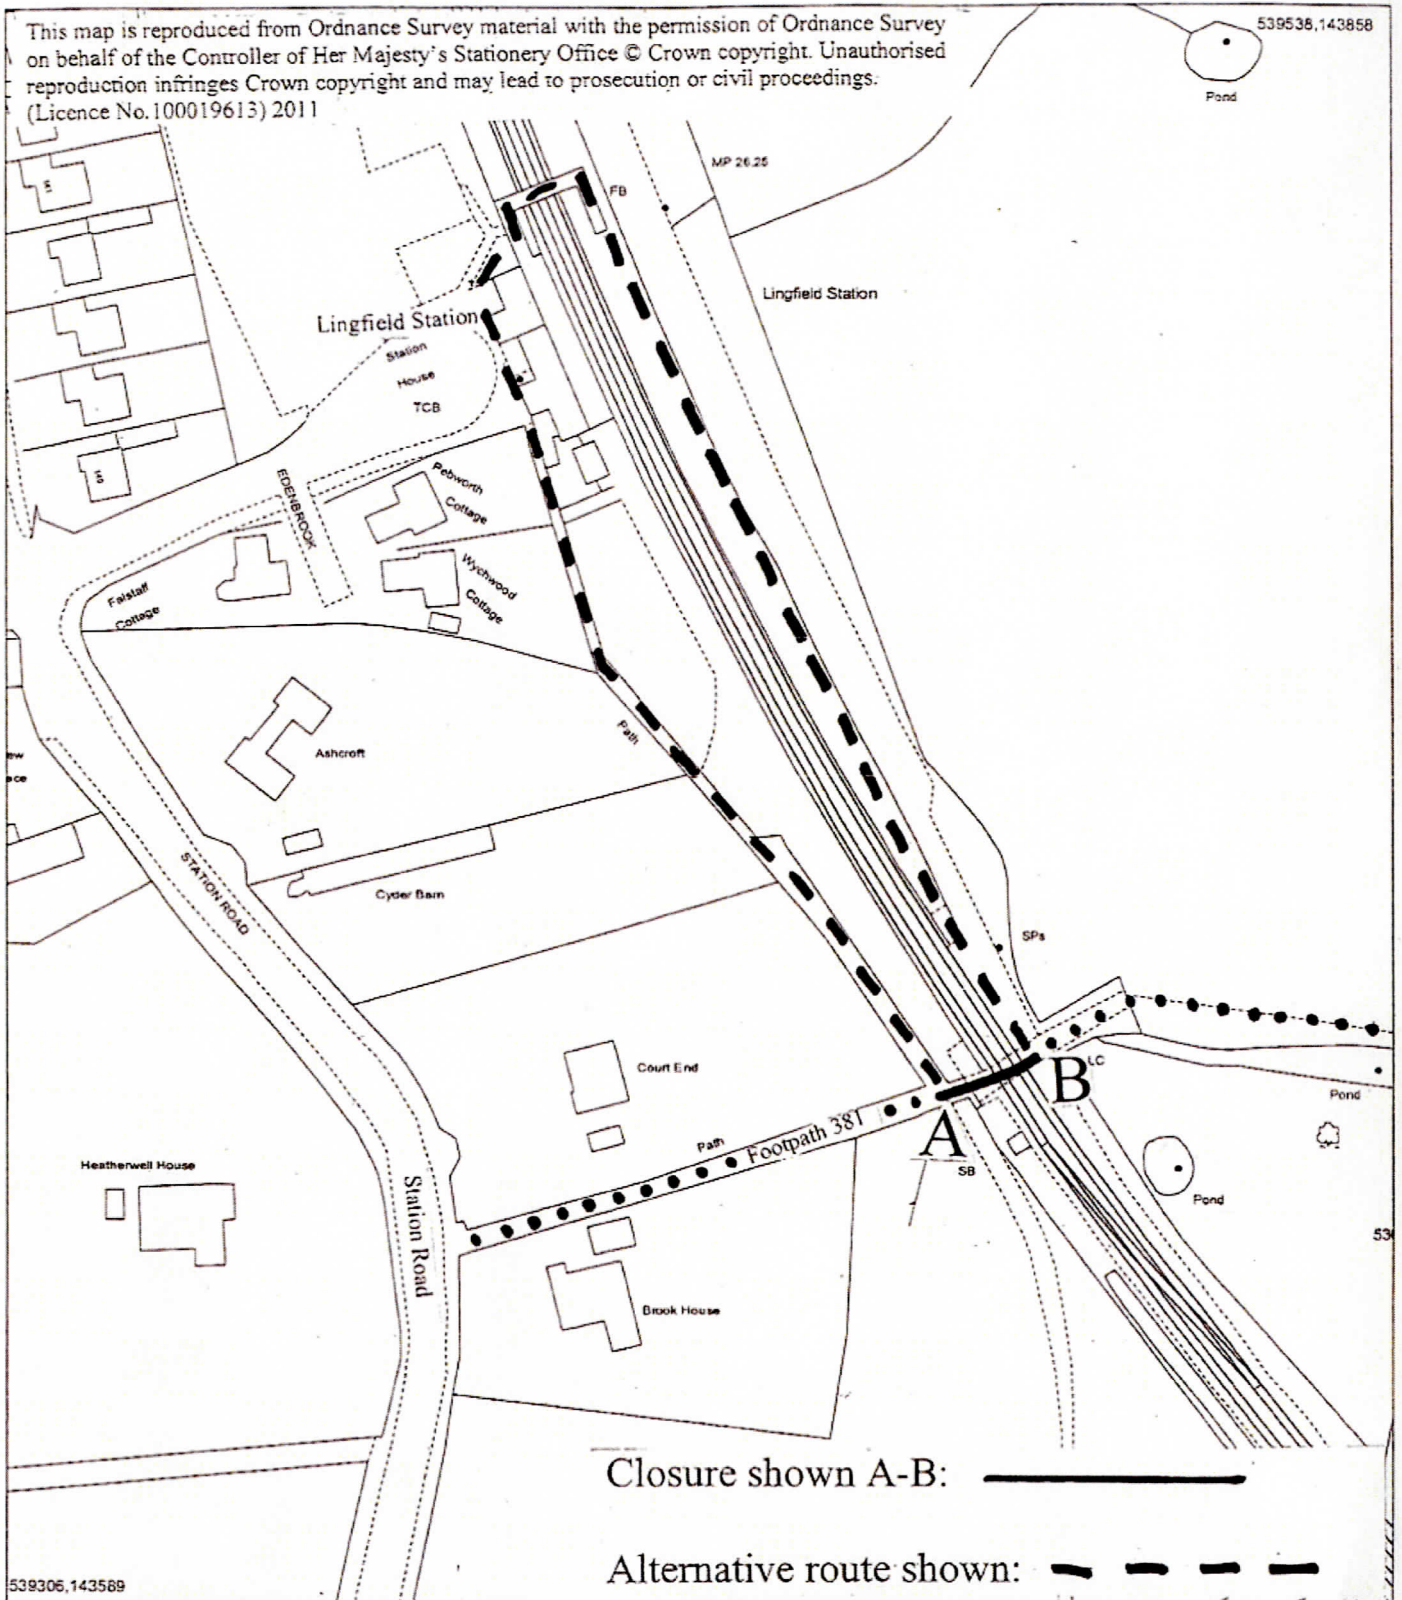 This map is reproduced from Ordnance Survey material with the permission of Ordnance Survey
on behalf of the Controller of Her Majesty's Stationery Office © Crown copyright. Unauthorised
reproduction infringes Crown copyright and may lead to prosecution or civil proceedings.
(Licence No.100019613) 2011
539538,143858
Pond
MP 26.25
FB
Lingfield Station
Lingfield Station
Station
House
TCB
EDENBROOK
Pebworth
Cottage
Wychwood
Cottage
Falstaff
Cottage
Path
Ashcroft
STATION ROAD
Cyder Barn
SPs
Court End
LC
B
Pond
A
Path
Footpath 381
SB
Pond
Heatherwell House
Station Road
Brook House
Closure shown A-B:
Alternative route shown:
539306,143589